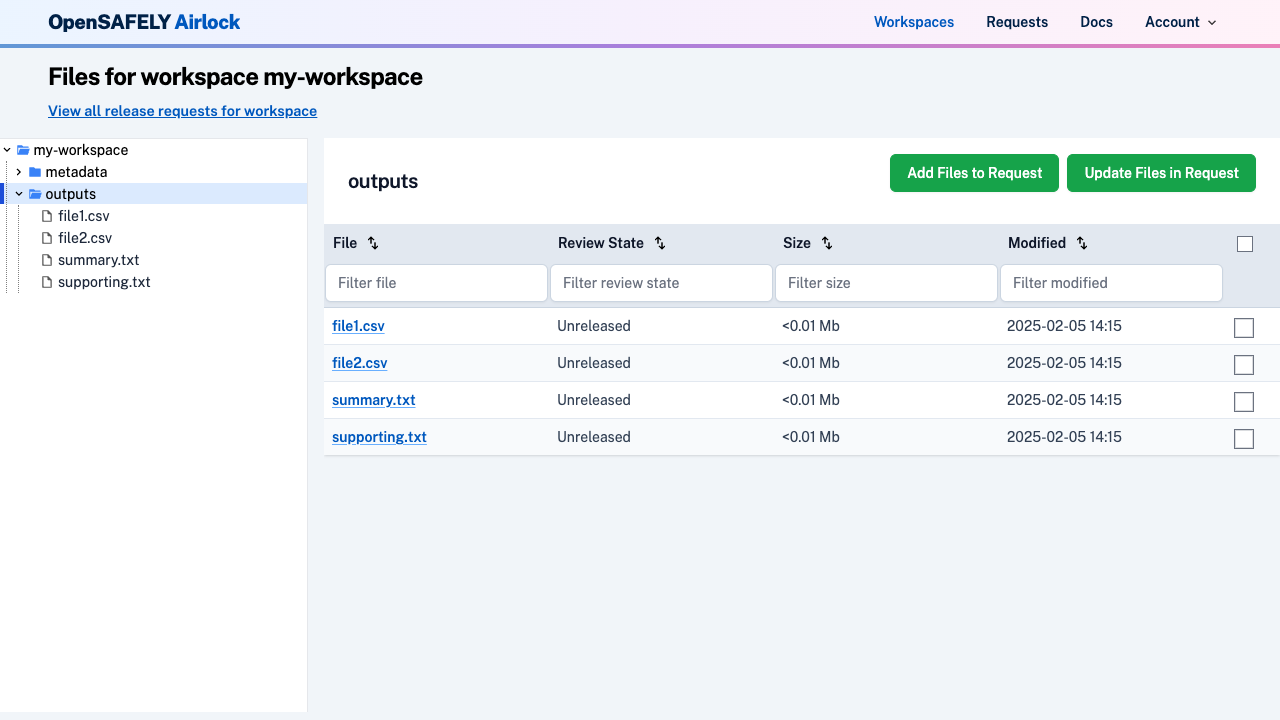 OpenSAFELY Airlock
Workspaces Requests Docs Account
Files for workspace my-workspace
View all release requests for workspace
my-workspace
metadata
outputs
file1.csv
file2.csv
summary.txt
supporting.txt
outputs
Add Files to Request Update Files in Request
File Review State Size Modified
Filter file Filter review state Filter size Filter modified
file1.csv Unreleased <0.01 Mb 2025-02-05 14:15
file2.csv Unreleased <0.01 Mb 2025-02-05 14:15
summary.txt Unreleased <0.01 Mb 2025-02-05 14:15
supporting.txt Unreleased <0.01 Mb 2025-02-05 14:15